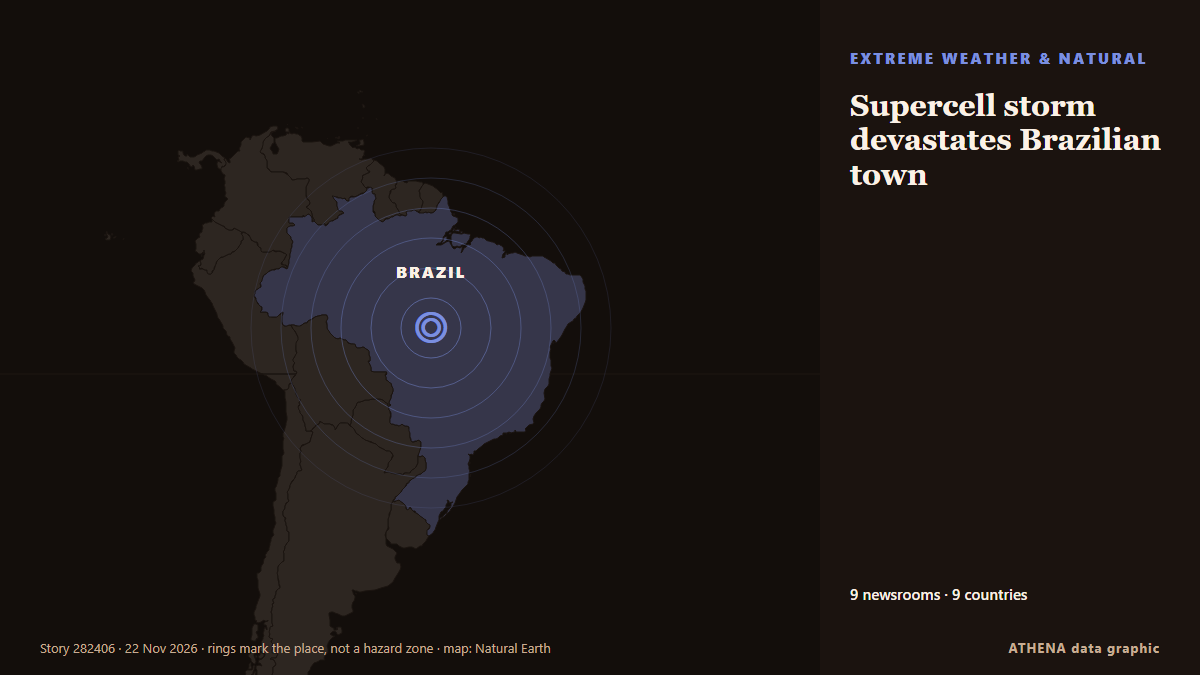 EXTREME WEATHER & NATURAL
Supercell storm
devastates Brazilian
town
BRAZIL
9 newsrooms · 9 countries
Story 282406 · 22 Nov 2026 · rings mark the place, not a hazard zone · map: Natural Earth
ATHENA data graphic